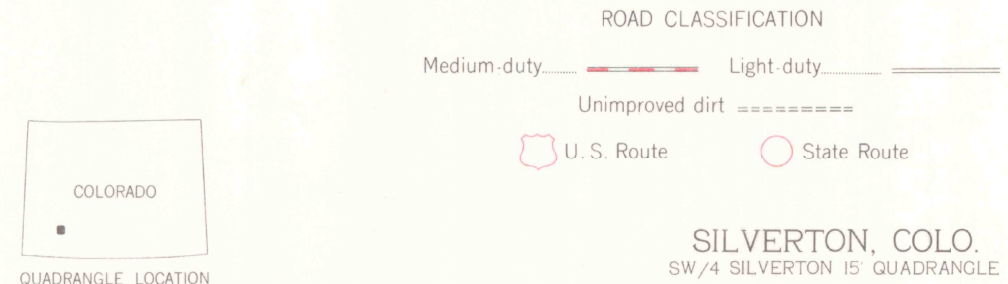 ROAD CLASSIFICATION
Medium-duty Light-duty
Unimproved dirt
U. S. Route State Route
COLORADO
QUADRANGLE LOCATION
SILVERTON, COLO.
SW/4 SILVERTON 15' QUADRANGLE